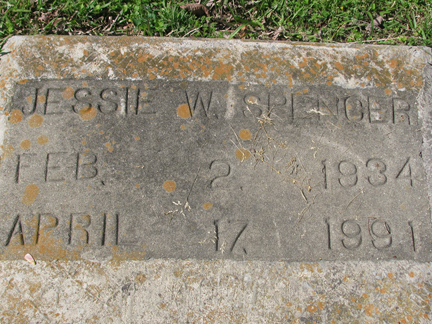 JESSIE W. SPENCER
FEB. 2. 1934
APRIL 17. 1991